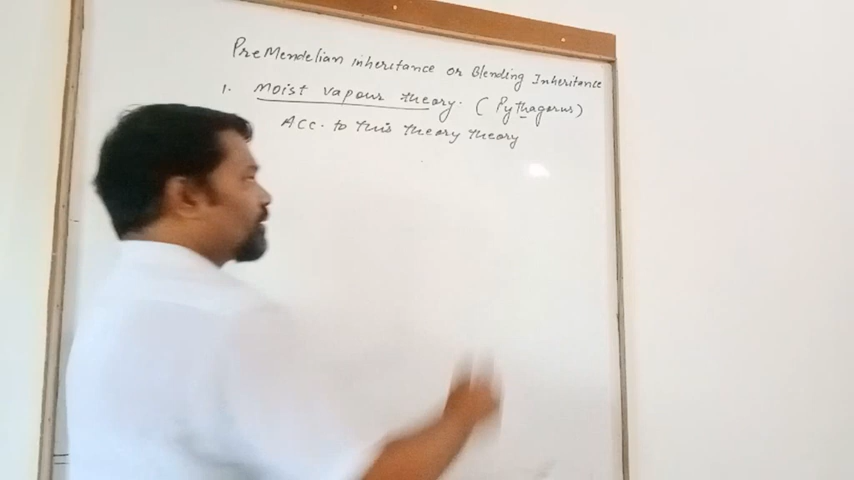 PreMendelian inheritance or Blending Inheritance
1. Moist vapour theory. (Pythagorus)
Acc. to this theory theory